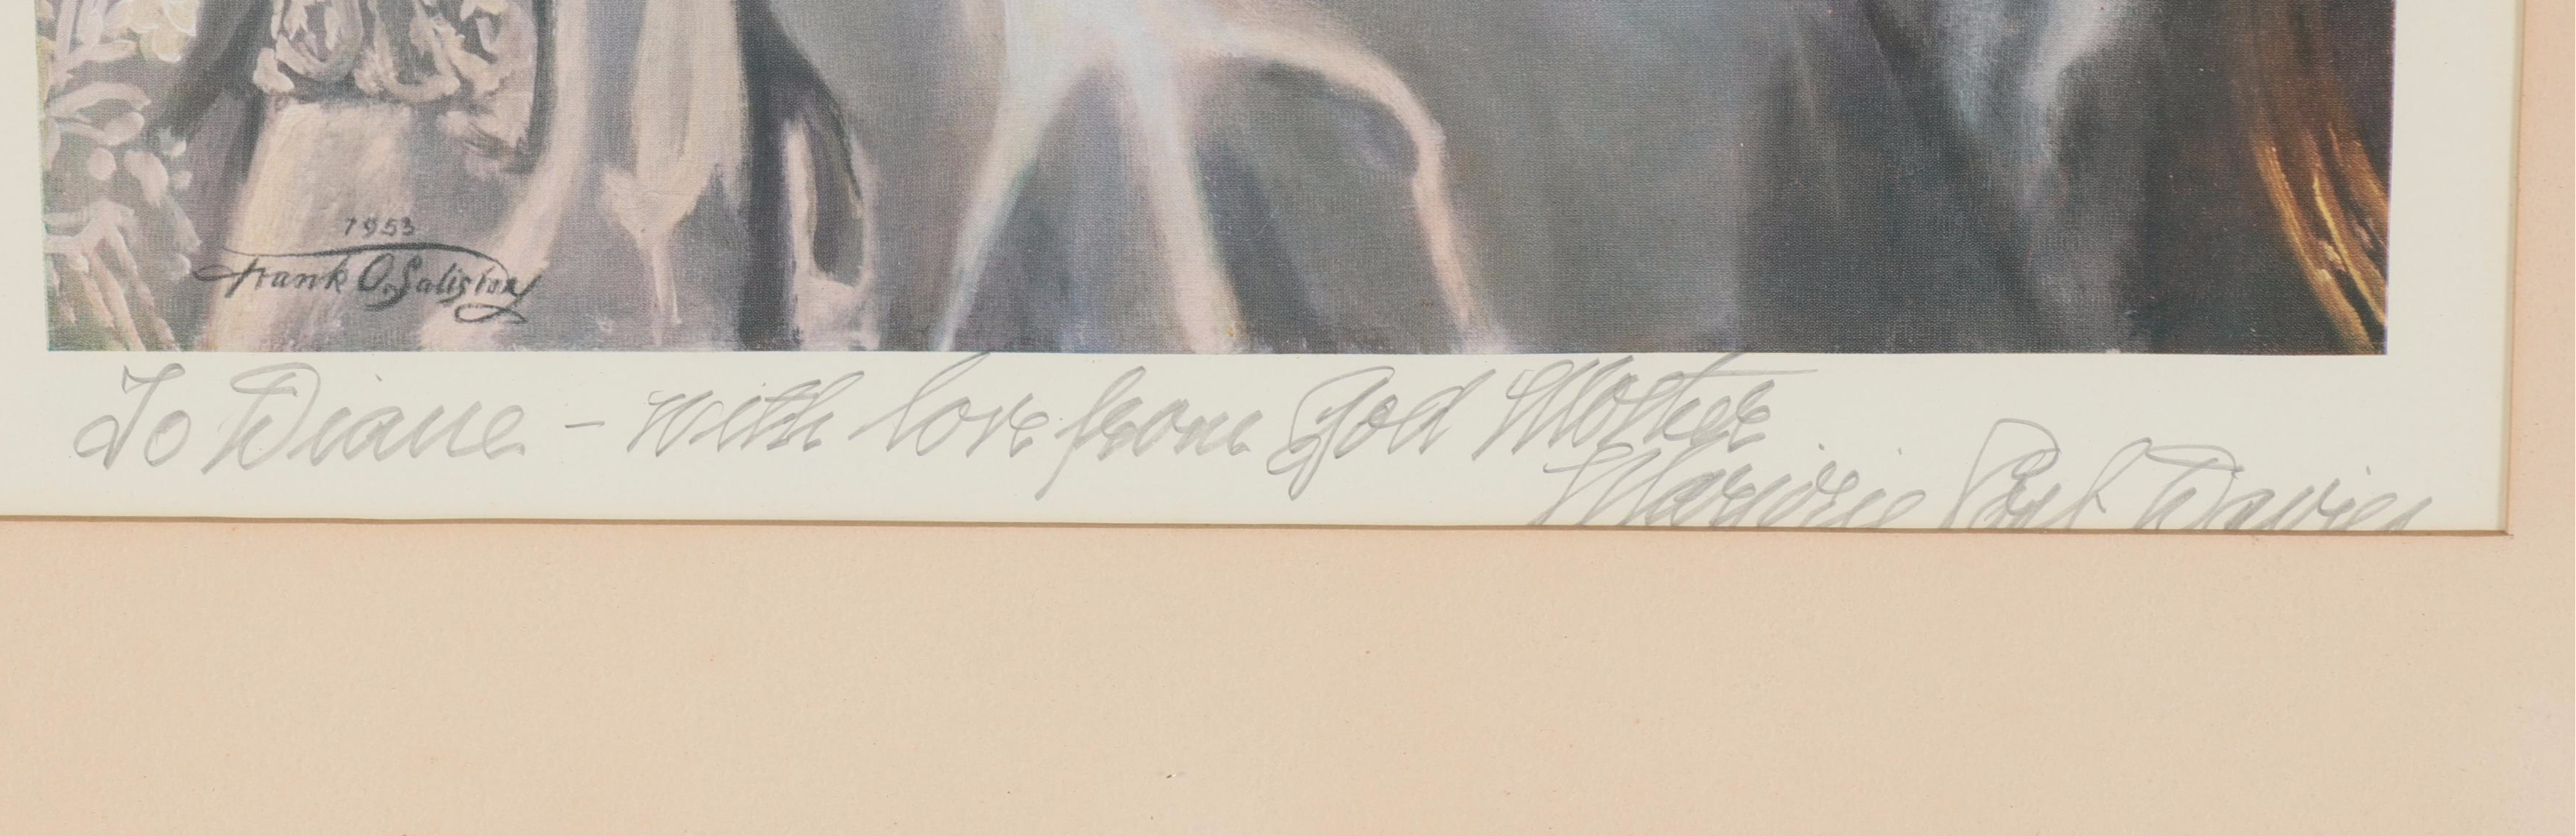 1953
Frank O. Salisbury
To Diane - with love from God Mother
Marjorie Post Davies